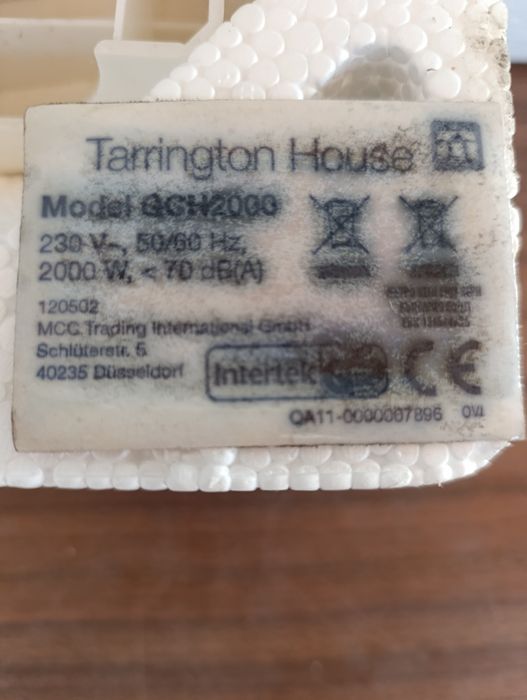 Tarrington House
Model GCH2000
230 V~, 50/60 Hz,
2000 W, < 70 dB(A)
120502
MCC Trading International GmbH
Schlüterstr. 5
40235 Düsseldorf
Intertek
CE
QA11-0000007896 OVI